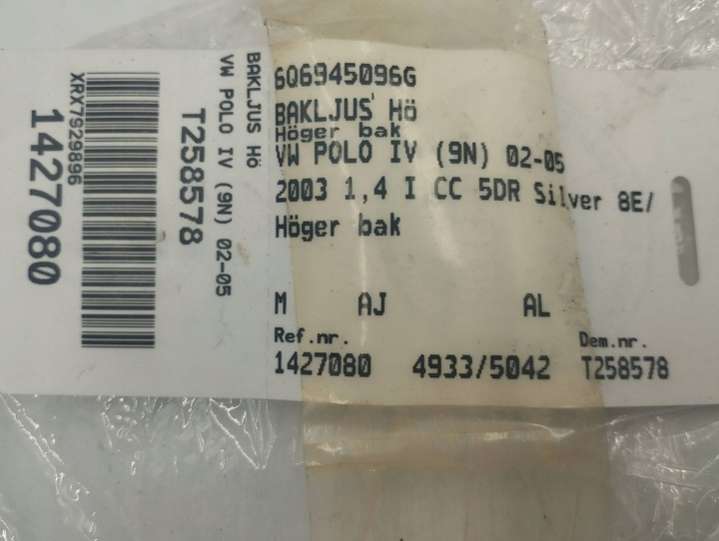 6Q6945096G
BAKLJUS Hö
Höger bak
VW POLO IV (9N) 02-05
2003 1,4 I CC 5DR Silver 8E/
Höger bak
M AJ AL
Ref.nr. Dem.nr.
1427080 4933/5042 T258578
BAKLJUS Hö
VW POLO IV (9N) 02-05
T258578
XRX7929896
1427080